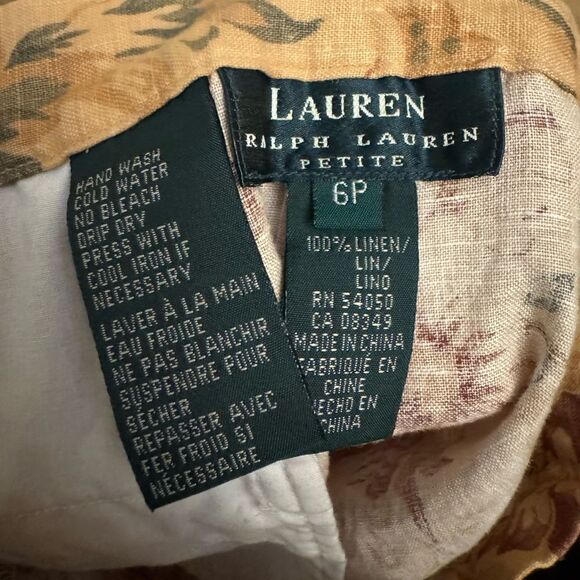 LAUREN
RALPH LAUREN
PETITE
6P
100% LINEN/
LIN/
LINO
RN 54050
CA 08349
MADE IN CHINA
FABRIQUÉ EN
CHINE
HECHO EN
CHINA
HAND WASH
COLD WATER
NO BLEACH
DRIP DRY
PRESS WITH
COOL IRON IF
NECESSARY
LAVER À LA MAIN
EAU FROIDE
NE PAS BLANCHIR
SUSPENDRE POUR
SÉCHER
REPASSER AVEC
FER FROID SI
NÉCESSAIRE